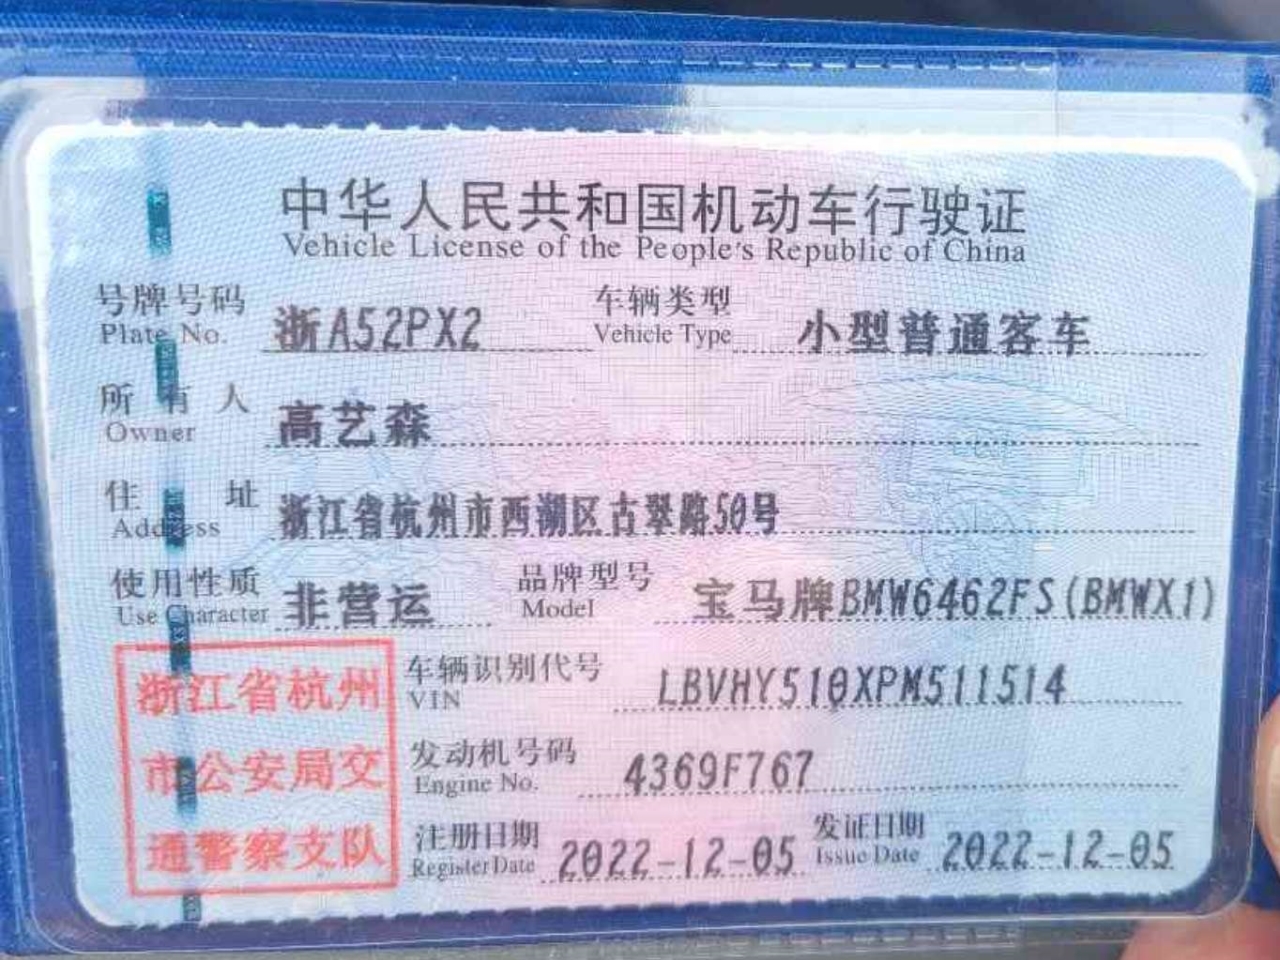 中华人民共和国机动车行驶证
Vehicle License of the People's Republic of China
号牌号码 浙A52PX2 车辆类型 小型普通客车
Plate No. Vehicle Type
所有人 高艺森
Owner
住址 浙江省杭州市西湖区古翠路50号
Address
使用性质 非营运 品牌型号 宝马牌BMW6462FS(BMWX1)
Use Character Model
浙江省杭州
市公安局交
通警察支队
车辆识别代号 LBVHY510XPM511514
VIN
发动机号码 4369F767
Engine No.
注册日期 2022-12-05 发证日期 2022-12-05
Register Date Issue Date